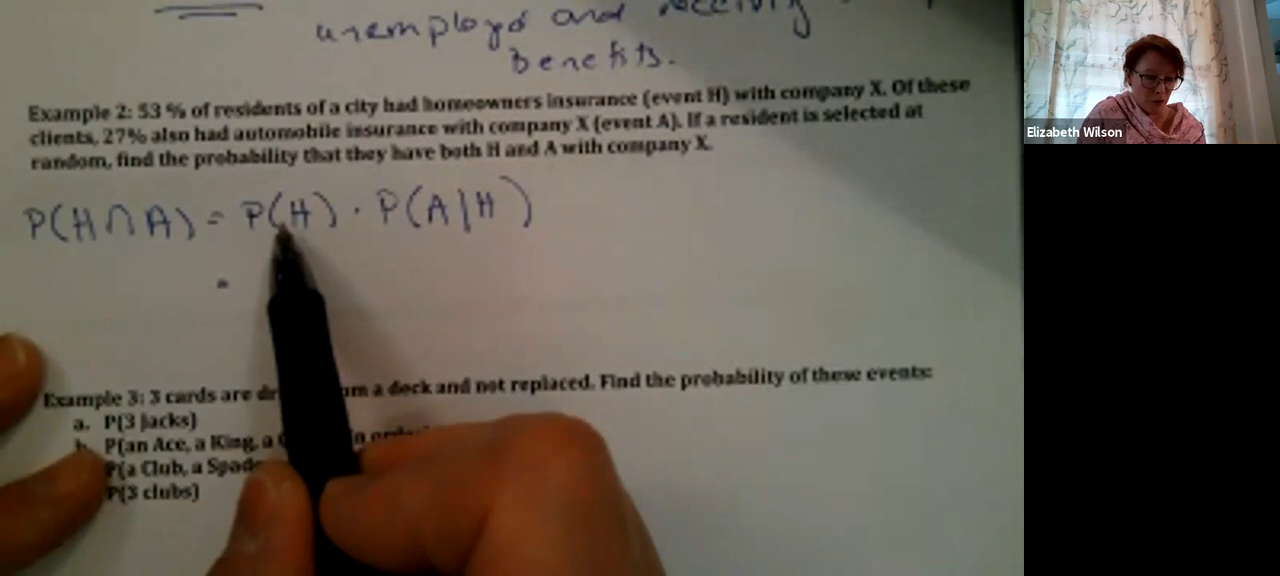 unemployd and
benefits.
Example 2: 53 % of residents of a city had homeowners insurance (event H) with company X. Of these
clients, 27% also had automobile insurance with company X (event A). If a resident is selected at
random, find the probability that they have both H and A with company X.
P(H∩A) = P(H) · P(A|H)
Example 3: 3 cards are a deck and not replaced. Find the probability of these events:
a. P(3 Jacks)
b. P(an Ace, a King, a
P(a Club, a Spade
P(3 clubs)
Elizabeth Wilson